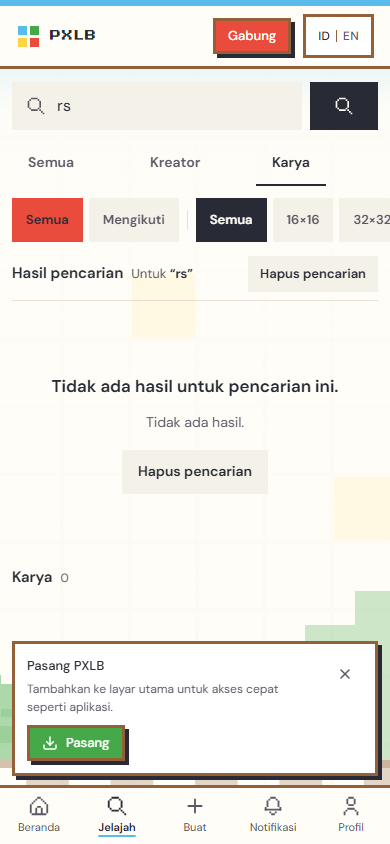 PXLB
Gabung
ID | EN
rs
Semua Kreator Karya
Semua Mengikuti Semua 16×16 32×32
Hasil pencarian Untuk “rs” Hapus pencarian
Tidak ada hasil untuk pencarian ini.
Tidak ada hasil.
Hapus pencarian
Karya 0
Pasang PXLB
Tambahkan ke layar utama untuk akses cepat
seperti aplikasi.
Pasang
Beranda Jelajah Buat Notifikasi Profil